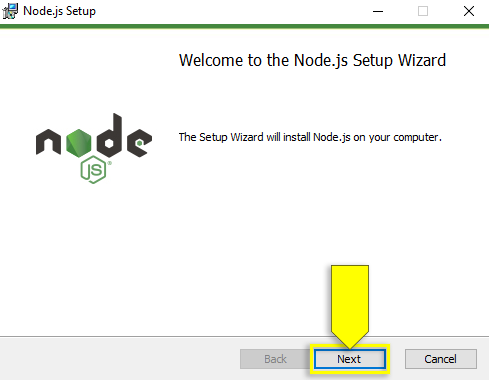 Node.js Setup
Welcome to the Node.js Setup Wizard
The Setup Wizard will install Node.js on your computer.
node
JS®
Back
Next
Cancel